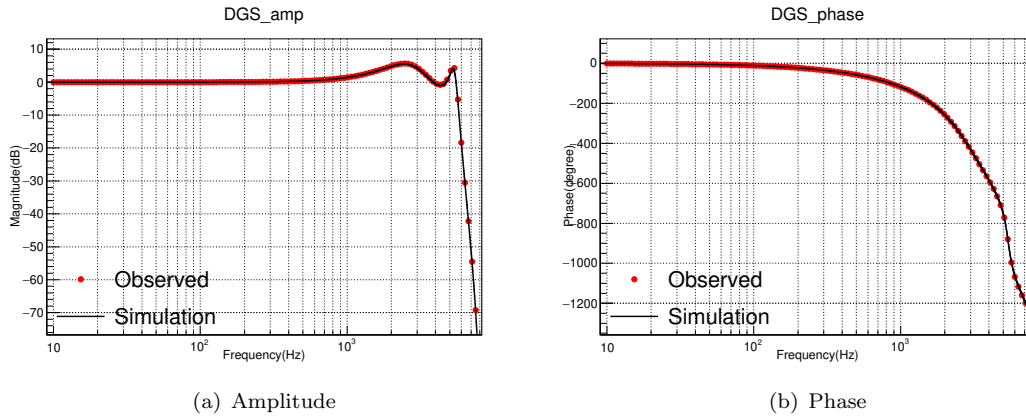 DGS_amp
10
0
−10
−20
−30
−40
−50
−60
−70
Magnitude(dB)
Observed
Simulation
10 10² 10³
Frequency(Hz)
(a) Amplitude
DGS_phase
0
−200
−400
−600
−800
−1000
−1200
Phase(degree)
Observed
Simulation
10 10² 10³
Frequency(Hz)
(b) Phase